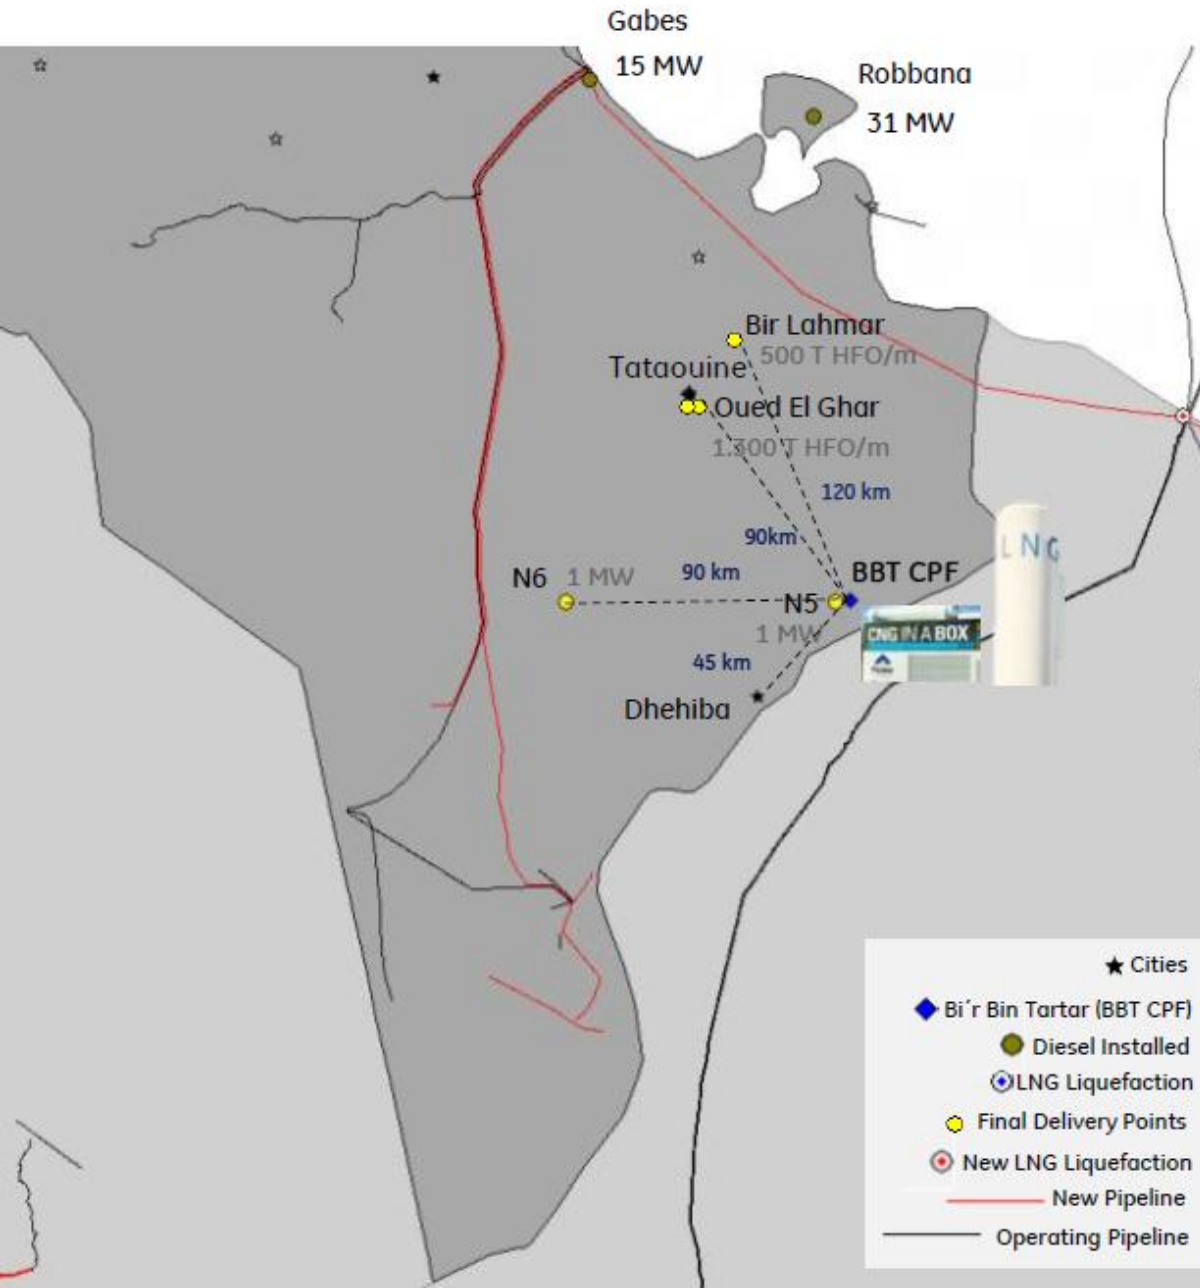 Gabes
15 MW
Robbana
31 MW
Bir Lahmar
500 T HFO/m
Tataouine
Oued El Ghar
1.300 T HFO/m
120 km
90km
N6 1 MW
90 km
BBT CPF
N5
1 MW
45 km
Dhehiba
LNG
CNG IN A BOX
Cities
Bi´r Bin Tartar (BBT CPF)
Diesel Installed
LNG Liquefaction
Final Delivery Points
New LNG Liquefaction
New Pipeline
Operating Pipeline